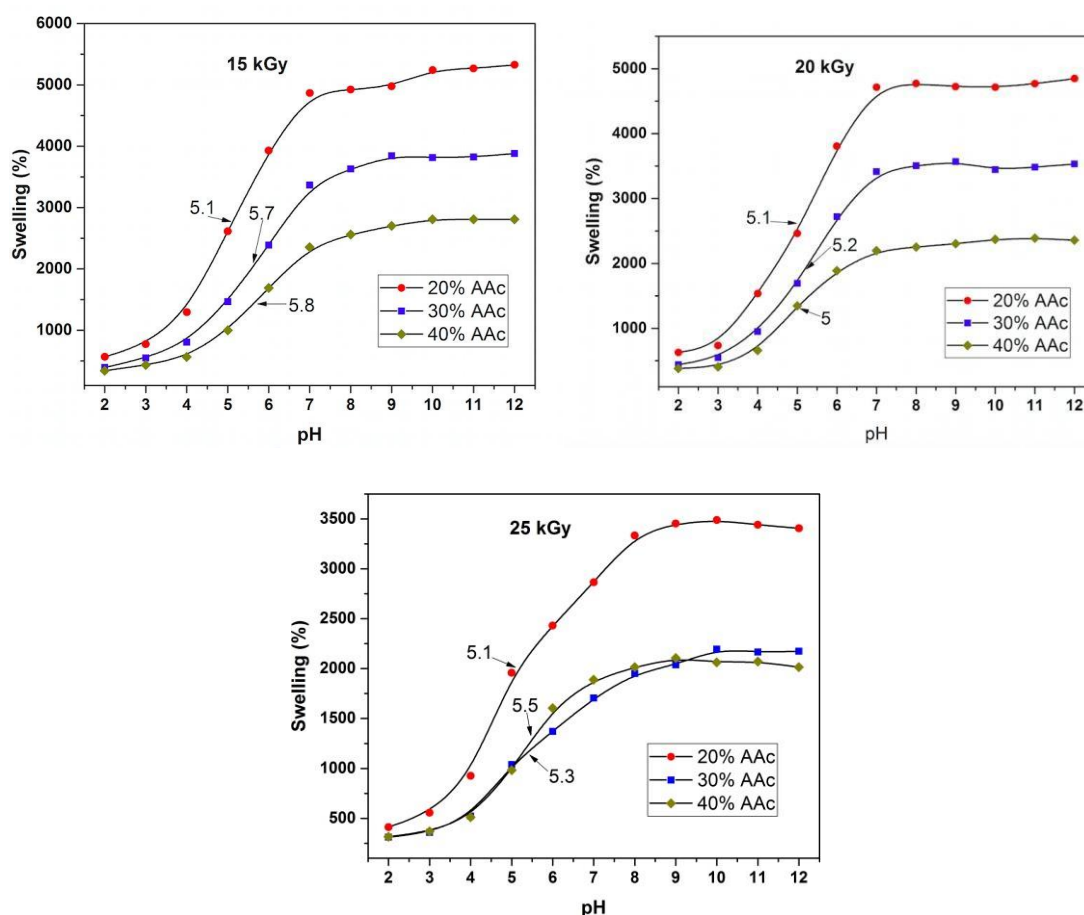 15 kGy
Swelling (%)
6000
5000
4000
3000
2000
1000
5.1
5.7
5.8
20% AAc
30% AAc
40% AAc
2 3 4 5 6 7 8 9 10 11 12
pH
20 kGy
Swelling (%)
5000
4000
3000
2000
1000
5.1
5.2
5
20% AAc
30% AAc
40% AAc
2 3 4 5 6 7 8 9 10 11 12
pH
25 kGy
Swelling (%)
3500
3000
2500
2000
1500
1000
500
5.1
5.5
5.3
20% AAc
30% AAc
40% AAc
2 3 4 5 6 7 8 9 10 11 12
pH